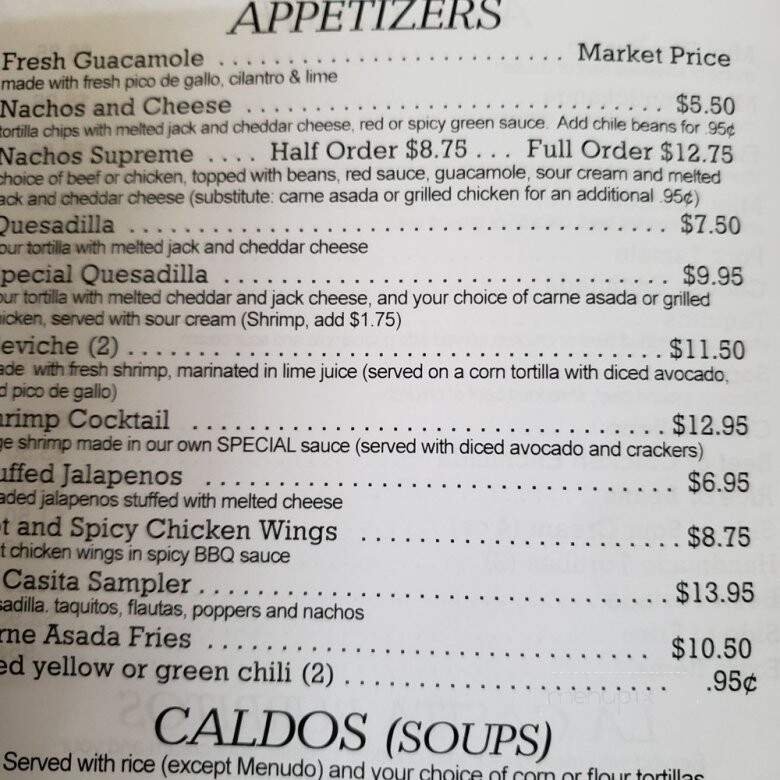 APPETIZERS
Fresh Guacamole . . . . . . . . . . . . . . . . . . . . . . . . . . . Market Price
made with fresh pico de gallo, cilantro & lime
Nachos and Cheese . . . . . . . . . . . . . . . . . . . . . . . . . . . . . . . . $5.50
tortilla chips with melted jack and cheddar cheese, red or spicy green sauce. Add chile beans for .95¢
Nachos Supreme . . . . Half Order $8.75 . . . Full Order $12.75
choice of beef or chicken, topped with beans, red sauce, guacamole, sour cream and melted
ack and cheddar cheese (substitute: carne asada or grilled chicken for an additional .95¢)
Quesadilla . . . . . . . . . . . . . . . . . . . . . . . . . . . . . . . . . . . . . . . . . $7.50
our tortilla with melted jack and cheddar cheese
pecial Quesadilla . . . . . . . . . . . . . . . . . . . . . . . . . . . . . . . . . . $9.95
our tortilla with melted cheddar and jack cheese, and your choice of carne asada or grilled
icken, served with sour cream (Shrimp, add $1.75)
eviche (2) . . . . . . . . . . . . . . . . . . . . . . . . . . . . . . . . . . . . . . . . . $11.50
ade with fresh shrimp, marinated in lime juice (served on a corn tortilla with diced avocado,
d pico de gallo)
rimp Cocktail . . . . . . . . . . . . . . . . . . . . . . . . . . . . . . . . . . . . . $12.95
ge shrimp made in our own SPECIAL sauce (served with diced avocado and crackers)
uffed Jalapenos . . . . . . . . . . . . . . . . . . . . . . . . . . . . . . . . . . . $6.95
aded jalapenos stuffed with melted cheese
t and Spicy Chicken Wings . . . . . . . . . . . . . . . . . . . . . . . . $8.75
t chicken wings in spicy BBQ sauce
Casita Sampler . . . . . . . . . . . . . . . . . . . . . . . . . . . . . . . . . . . $13.95
sadilla. taquitos, flautas, poppers and nachos
rne Asada Fries . . . . . . . . . . . . . . . . . . . . . . . . . . . . . . . . . . $10.50
ed yellow or green chili (2) . . . . . . . . . . . . . . . . . . . . . . . . .95¢
menupix
CALDOS (SOUPS)
Served with rice (except Menudo) and your choice of corn or flour tortillas